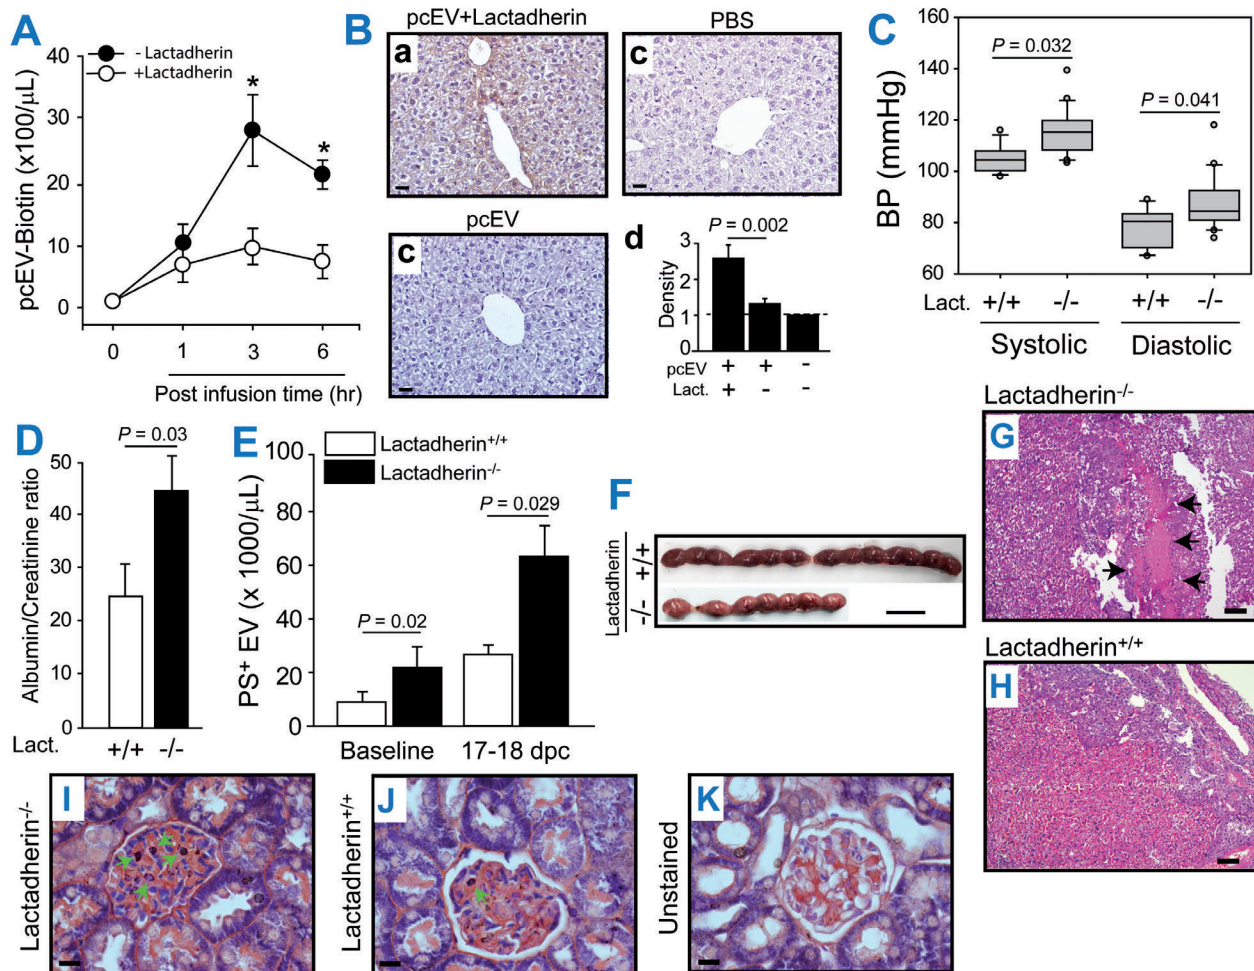 A
- Lactadherin
+Lactadherin
pcEV-Biotin (x100/µL)
40
30
20
10
0
*
*
0 1 3 6
Post infusion time (hr)
B
pcEV+Lactadherin
a
PBS
c
pcEV
c
d
P = 0.002
Density
3
2
1
0
pcEV + + -
Lact. + - -
C
BP (mmHg)
160
140
120
100
80
60
P = 0.032
P = 0.041
Lact. +/+ -/- +/+ -/-
Systolic Diastolic
D
P = 0.03
Albumin/Creatinine ratio
50
40
30
20
10
0
Lact. +/+ -/-
E
Lactadherin+/+
Lactadherin-/-
PS+ EV (x 1000/µL)
100
80
60
40
20
0
P = 0.02
P = 0.029
Baseline 17-18 dpc
F
Lactadherin
+/+
-/-
Lactadherin-/-
G
Lactadherin+/+
H
Lactadherin-/-
I
Lactadherin+/+
J
Unstained
K